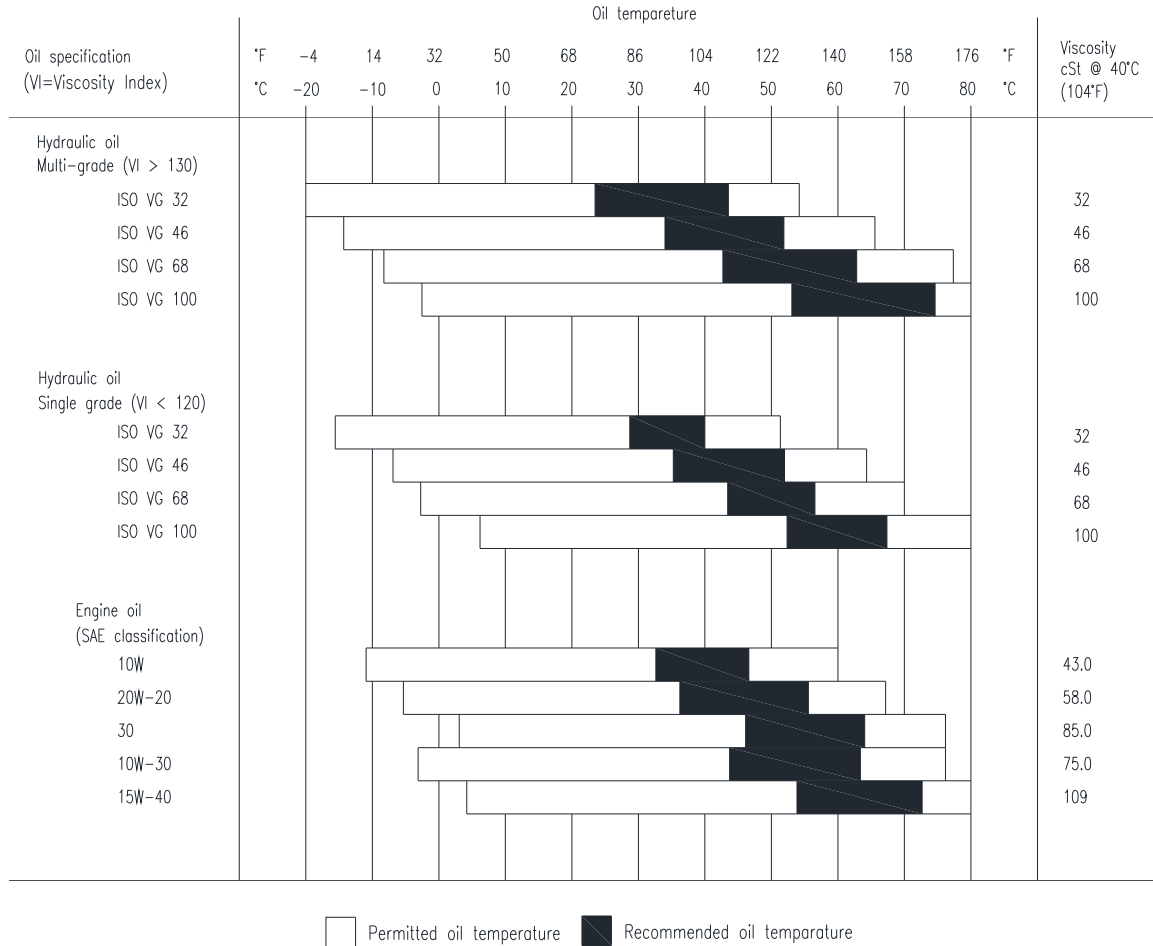 Oil tempareture
Oil specification
(VI=Viscosity Index)
°F -4 14 32 50 68 86 104 122 140 158 176 °F
°C -20 -10 0 10 20 30 40 50 60 70 80 °C
Viscosity
cSt @ 40°C
(104°F)
Hydraulic oil
Multi-grade (VI > 130)
ISO VG 32 32
ISO VG 46 46
ISO VG 68 68
ISO VG 100 100
Hydraulic oil
Single grade (VI < 120)
ISO VG 32 32
ISO VG 46 46
ISO VG 68 68
ISO VG 100 100
Engine oil
(SAE classification)
10W 43.0
20W-20 58.0
30 85.0
10W-30 75.0
15W-40 109
Permitted oil temperature Recommended oil temparature